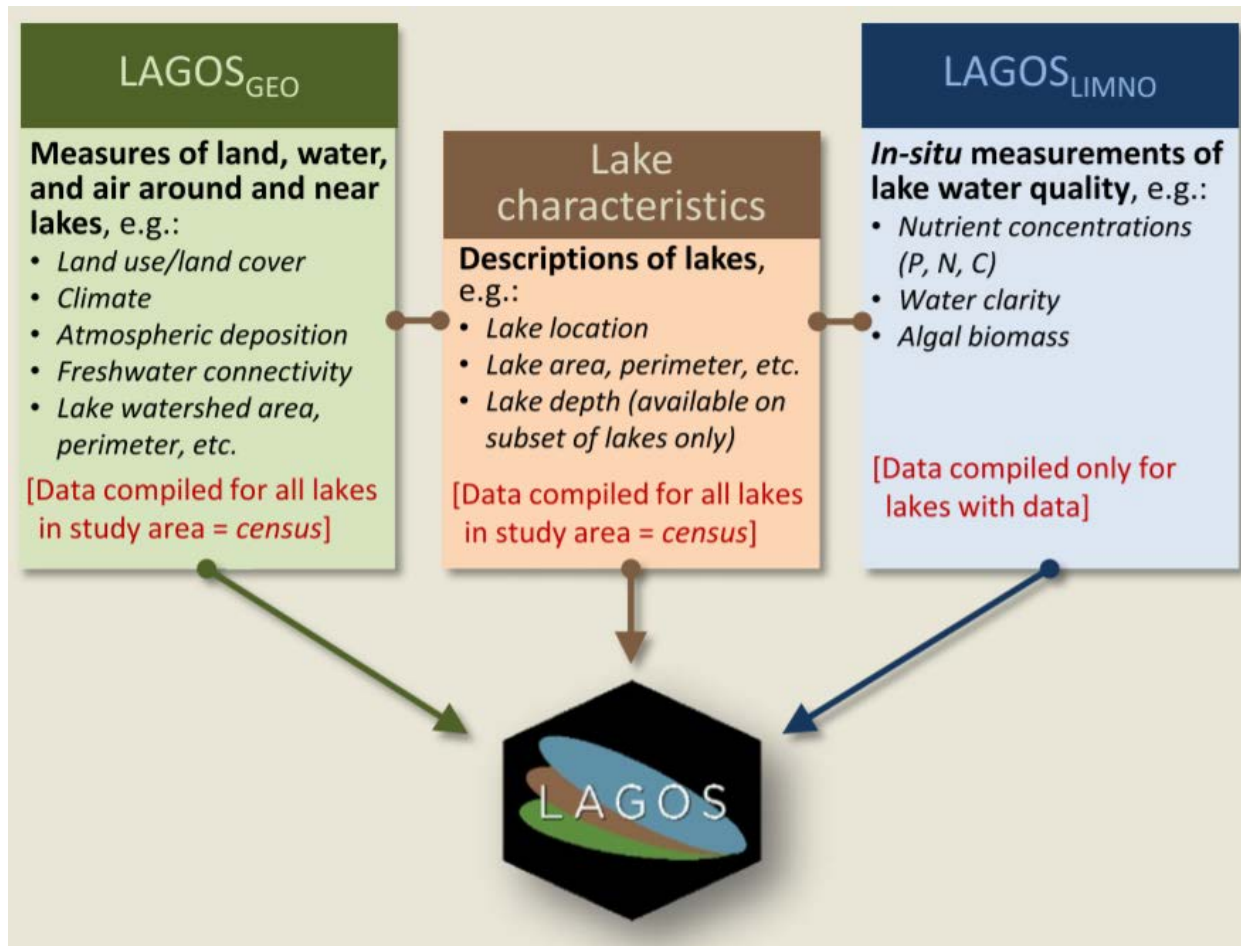 LAGOSGEO
Measures of land, water,
and air around and near
lakes, e.g.:
• Land use/land cover
• Climate
• Atmospheric deposition
• Freshwater connectivity
• Lake watershed area,
perimeter, etc.
[Data compiled for all lakes
in study area = census]
Lake
characteristics
Descriptions of lakes,
e.g.:
• Lake location
• Lake area, perimeter, etc.
• Lake depth (available on
subset of lakes only)
[Data compiled for all lakes
in study area = census]
LAGOSLIMNO
In-situ measurements of
lake water quality, e.g.:
• Nutrient concentrations
(P, N, C)
• Water clarity
• Algal biomass
[Data compiled only for
lakes with data]
LAGOS